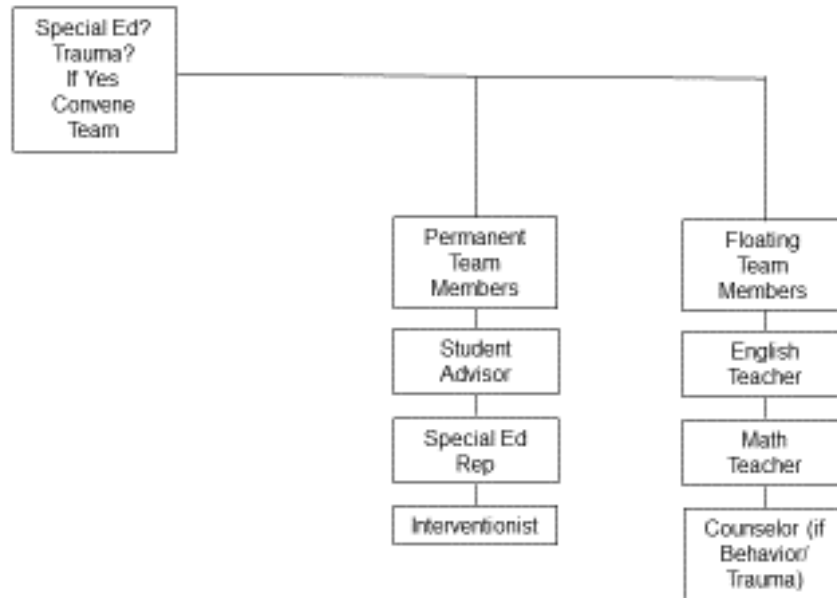 Special Ed?
Trauma?
If Yes
Convene
Team
Permanent
Team
Members
Student
Advisor
Special Ed
Rep
Interventionist
Floating
Team
Members
English
Teacher
Math
Teacher
Counselor (if
Behavior/
Trauma)